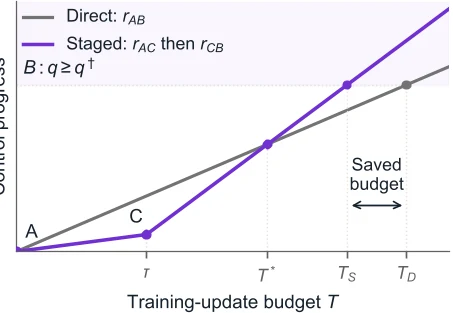 Direct: r_AB
Staged: r_AC then r_CB
B : q ≥ q†
Control progress
Saved
budget
A
C
τ
T*
T_S
T_D
Training-update budget T